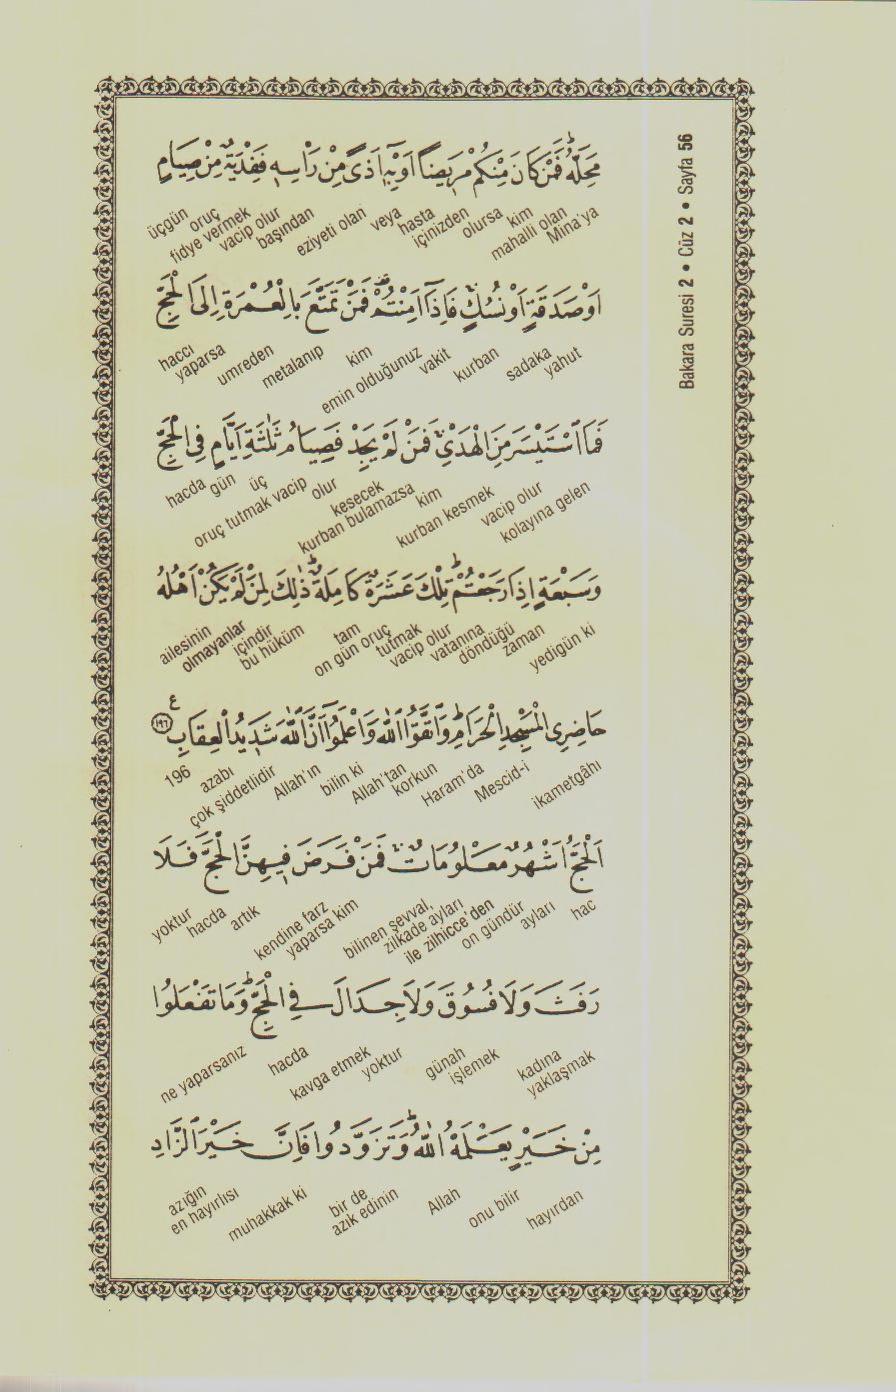 Bakara Suresi 2 • Cüz 2 • Sayfa 56
مَحِلَّهُۜ فَمَنْ كَانَ مِنْكُمْ مَرِيضًا اَوْ بِهٖٓ اَذًى مِنْ رَأْسِهٖ فَفِدْيَةٌ مِنْ صِيَامٍ
Mina'ya mahalli olan kim olursa içinizden hasta veya eziyeti olan başından vacip olur fidye vermek oruç üçgün
اَوْ صَدَقَةٍ اَوْ نُسُكٍۚ فَاِذَٓا اَمِنْتُمْ۠ فَمَنْ تَمَتَّعَ بِالْعُمْرَةِ اِلَى الْحَجِّ
yahut sadaka kurban vakit emin olduğunuz kim metalanıp umreden yaparsa haccı
فَمَا اسْتَيْسَرَ مِنَ الْهَدْيِۚ فَمَنْ لَمْ يَجِدْ فَصِيَامُ ثَلٰثَةِ اَيَّامٍ فِي الْحَجِّ
kolayına gelen vacip olur kurban kesmek kim kurban bulamazsa kesecek olur oruç tutmak vacip üç gün hacda
وَسَبْعَةٍ اِذَا رَجَعْتُمْۜ تِلْكَ عَشَرَةٌ كَامِلَةٌۜ ذٰلِكَ لِمَنْ لَمْ يَكُنْ اَهْلُهُ
yedigün ki zaman döndüğü vatanına vacip olur tutmak on gün oruç tam bu hüküm içindir olmayanlar ailesinin
حَاضِرِي الْمَسْجِدِ الْحَرَامِۜ وَاتَّقُوا اللّٰهَ وَاعْلَمُٓوا اَنَّ اللّٰهَ شَدِيدُ الْعِقَابِ ﴿١٩٦﴾ ع
ikametgâhı Mescid-i Haram'da korkun Allah'tan bilin ki Allah'ın çok şiddetlidir azabı 196
اَلْحَجُّ اَشْهُرٌ مَعْلُومَاتٌۚ فَمَنْ فَرَضَ فِيهِنَّ الْحَجَّ فَلَا
hac ayları on gündür ile zilhicce'den zilkade ayları, bilinen şevval, yaparsa kim kendine farz artık hacda yoktur
رَفَثَ وَلَا فُسُوقَ وَلَا جِدَالَ فِي الْحَجِّۜ وَمَا تَفْعَلُوا
yaklaşmak kadına işlemek günah yoktur kavga etmek hacda ne yaparsanız
مِنْ خَيْرٍ يَعْلَمْهُ اللّٰهُۜ وَتَزَوَّدُوا فَاِنَّ خَيْرَ الزَّادِ
hayırdan onu bilir Allah azık edinin bir de muhakkak ki en hayırlısı azığın